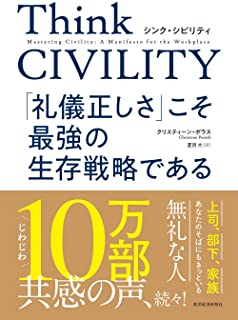 Think
シンク・シビリティ
CIVILITY
Mastering Civility: A Manifesto for the Workplace
「礼儀正しさ」こそ
最強の
生存戦略である
クリスティーン・ポラス
Christine Porath
夏目 大［訳］
上司、部下、家族
あなたのそばにもきっといる
無礼な人
じわじわ
10万部
共感の声、続々！
東洋経済新報社